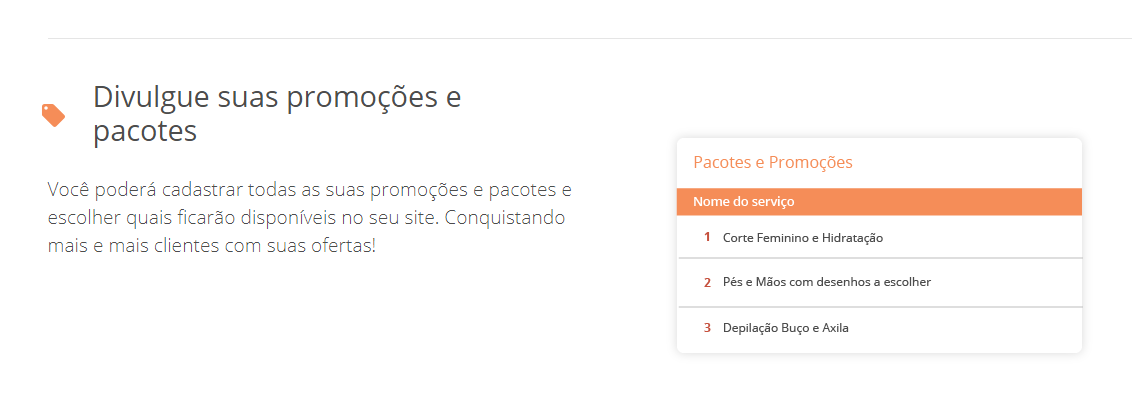 Divulgue suas promoções e
pacotes
Você poderá cadastrar todas as suas promoções e pacotes e
escolher quais ficarão disponíveis no seu site. Conquistando
mais e mais clientes com suas ofertas!
Pacotes e Promoções
Nome do serviço
1 Corte Feminino e Hidratação
2 Pés e Mãos com desenhos a escolher
3 Depilação Buço e Axila